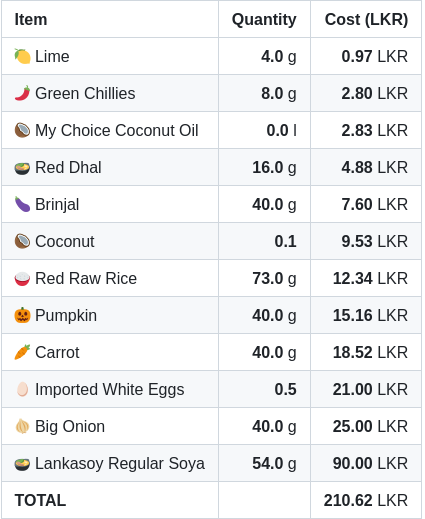 Item Quantity Cost (LKR)
Lime 4.0 g 0.97 LKR
Green Chillies 8.0 g 2.80 LKR
My Choice Coconut Oil 0.0 l 2.83 LKR
Red Dhal 16.0 g 4.88 LKR
Brinjal 40.0 g 7.60 LKR
Coconut 0.1 9.53 LKR
Red Raw Rice 73.0 g 12.34 LKR
Pumpkin 40.0 g 15.16 LKR
Carrot 40.0 g 18.52 LKR
Imported White Eggs 0.5 21.00 LKR
Big Onion 40.0 g 25.00 LKR
Lankasoy Regular Soya 54.0 g 90.00 LKR
TOTAL 210.62 LKR